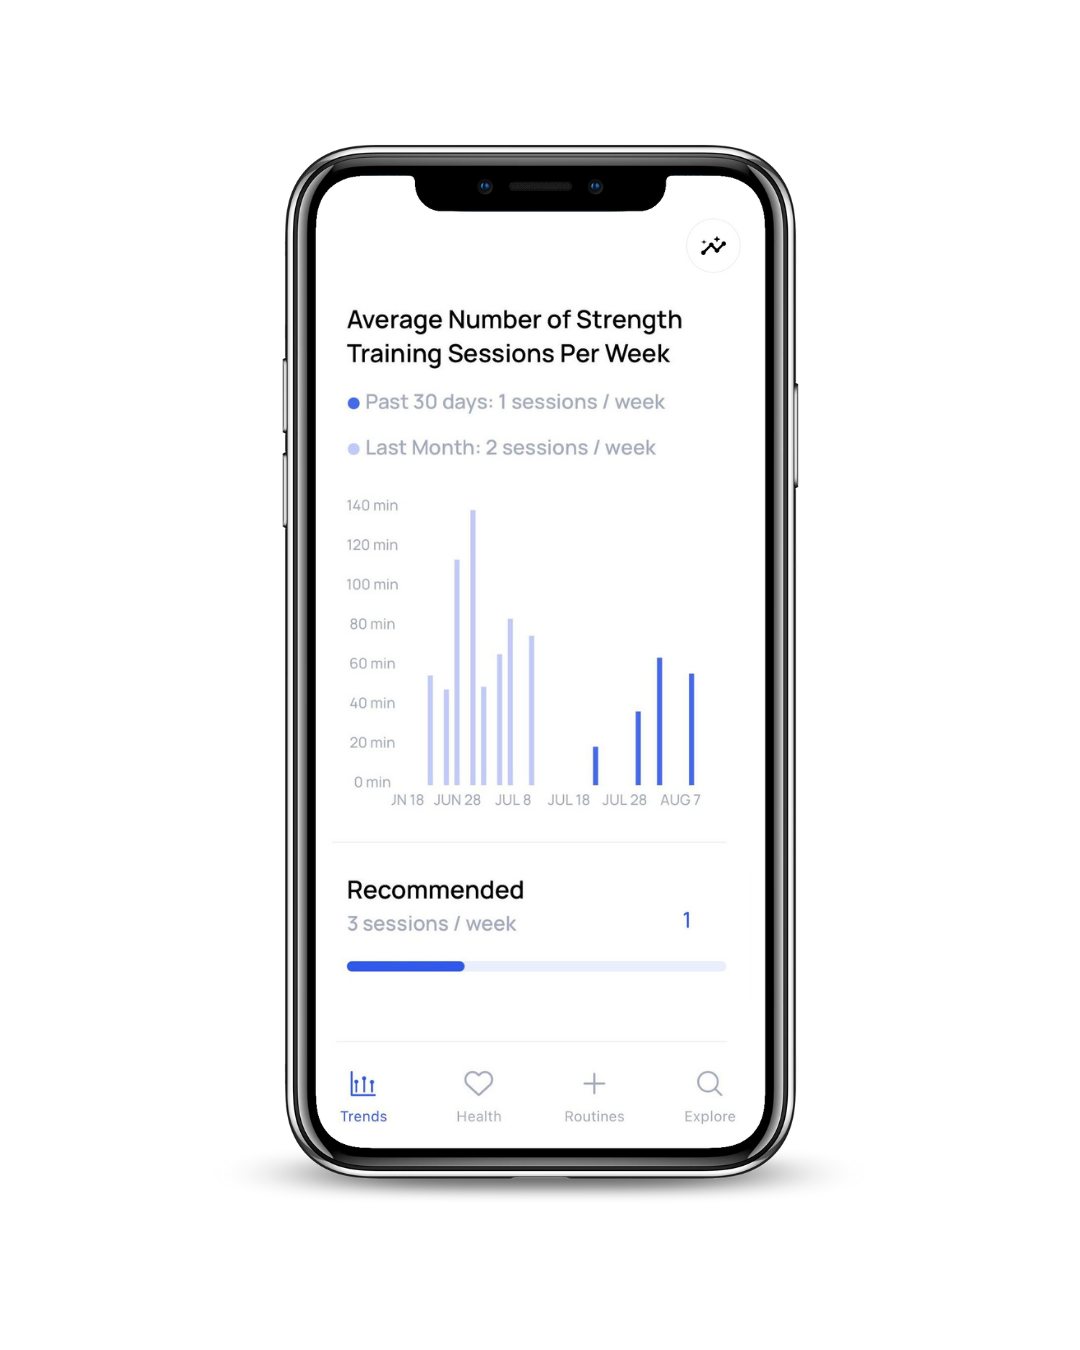 Average Number of Strength
Training Sessions Per Week
Past 30 days: 1 sessions / week
Last Month: 2 sessions / week
140 min
120 min
100 min
80 min
60 min
40 min
20 min
0 min
JN 18 JUN 28 JUL 8 JUL 18 JUL 28 AUG 7
Recommended
3 sessions / week
1
Trends Health Routines Explore